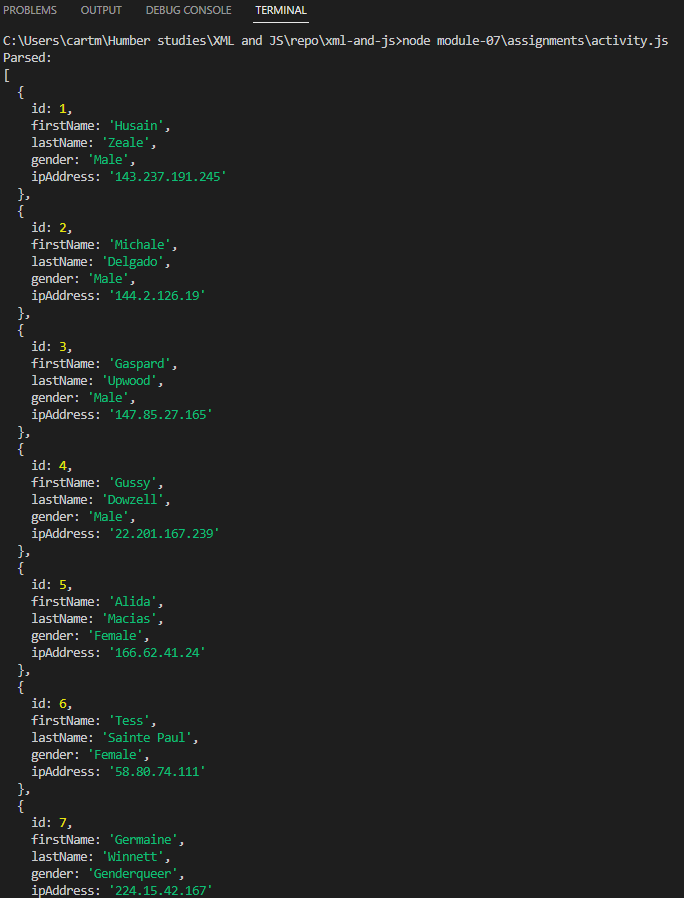 PROBLEMS OUTPUT DEBUG CONSOLE TERMINAL
C:\Users\cartm\Humber studies\XML and JS\repo\xml-and-js>node module-07\assignments\activity.js
Parsed:
[
  {
    id: 1,
    firstName: 'Husain',
    lastName: 'Zeale',
    gender: 'Male',
    ipAddress: '143.237.191.245'
  },
  {
    id: 2,
    firstName: 'Michale',
    lastName: 'Delgado',
    gender: 'Male',
    ipAddress: '144.2.126.19'
  },
  {
    id: 3,
    firstName: 'Gaspard',
    lastName: 'Upwood',
    gender: 'Male',
    ipAddress: '147.85.27.165'
  },
  {
    id: 4,
    firstName: 'Gussy',
    lastName: 'Dowzell',
    gender: 'Male',
    ipAddress: '22.201.167.239'
  },
  {
    id: 5,
    firstName: 'Alida',
    lastName: 'Macias',
    gender: 'Female',
    ipAddress: '166.62.41.24'
  },
  {
    id: 6,
    firstName: 'Tess',
    lastName: 'Sainte Paul',
    gender: 'Female',
    ipAddress: '58.80.74.111'
  },
  {
    id: 7,
    firstName: 'Germaine',
    lastName: 'Winnett',
    gender: 'Genderqueer',
    ipAddress: '224.15.42.167'